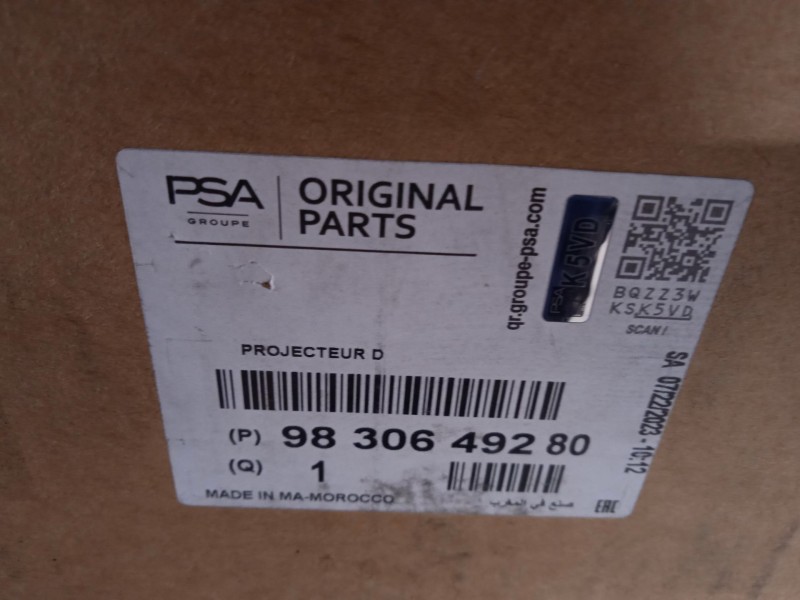 PSA
GROUPE
ORIGINAL
PARTS
qr.groupe-psa.com
PSA K5VD
BQZZ3W
KSK5VD
SCAN!
PROJECTEUR D
(P) 98 306 492 80
(Q) 1
SA 07/22/2023 - 10:12
MADE IN MA-MOROCCO
صنع في المغرب
EAC